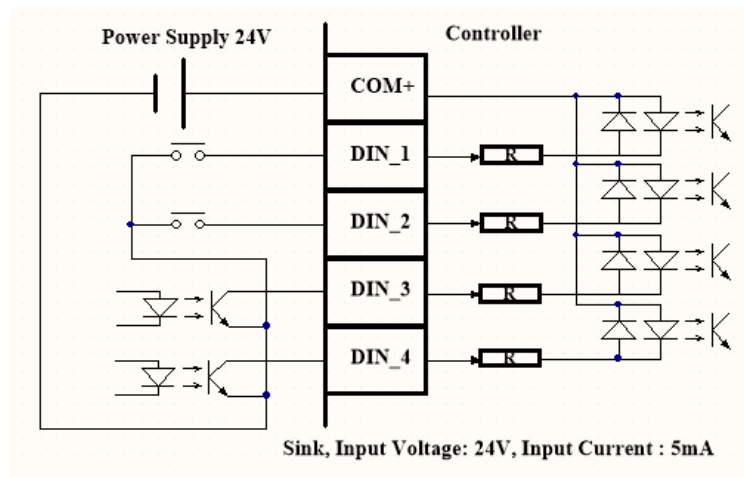 Power Supply 24V
Controller
COM+
DIN_1
R
DIN_2
R
DIN_3
R
DIN_4
R
Sink, Input Voltage: 24V, Input Current : 5mA